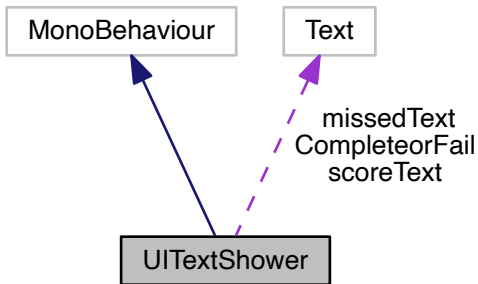 MonoBehaviour
Text
missedText
CompleteorFail
scoreText
UITextShower